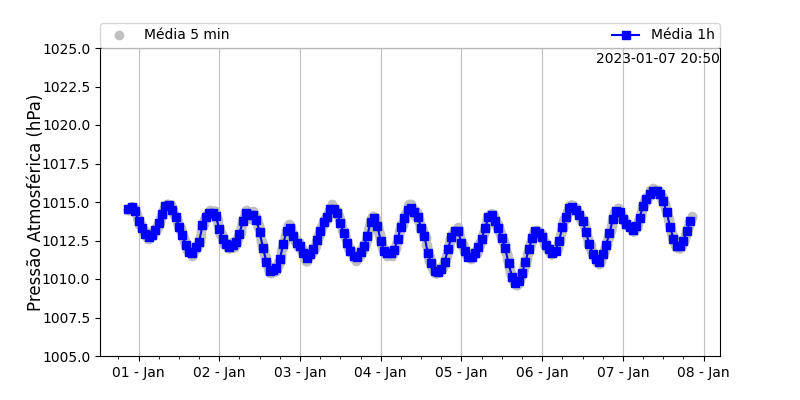 Média 5 min
Média 1h
2023-01-07 20:50
Pressão Atmosférica (hPa)
1025.0
1022.5
1020.0
1017.5
1015.0
1012.5
1010.0
1007.5
1005.0
01 - Jan
02 - Jan
03 - Jan
04 - Jan
05 - Jan
06 - Jan
07 - Jan
08 - Jan